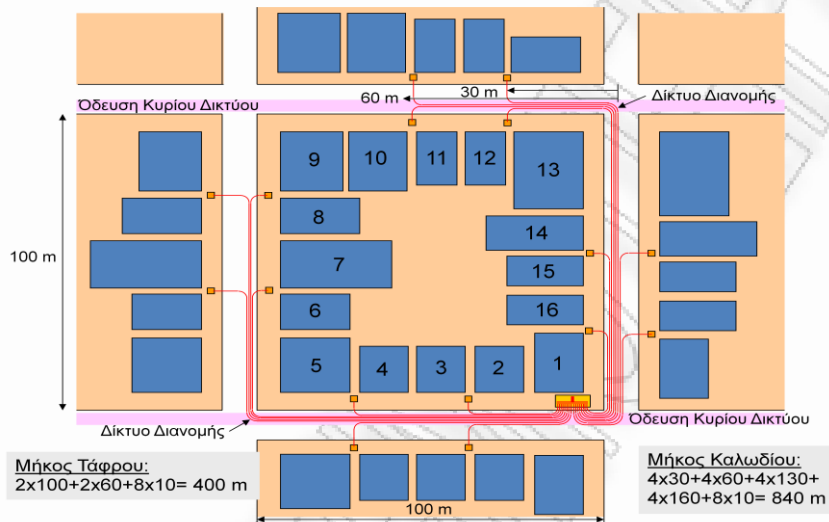 30 m
60 m
Δίκτυο Διανομής
Όδευση Κυρίου Δικτύου
9
10
11
12
13
8
14
100 m
7
15
6
16
5
4
3
2
1
Όδευση Κυρίου Δικτύου
Δίκτυο Διανομής
Μήκος Τάφρου:
2x100+2x60+8x10= 400 m
Μήκος Καλωδίου:
4x30+4x60+4x130+
4x160+8x10= 840 m
100 m